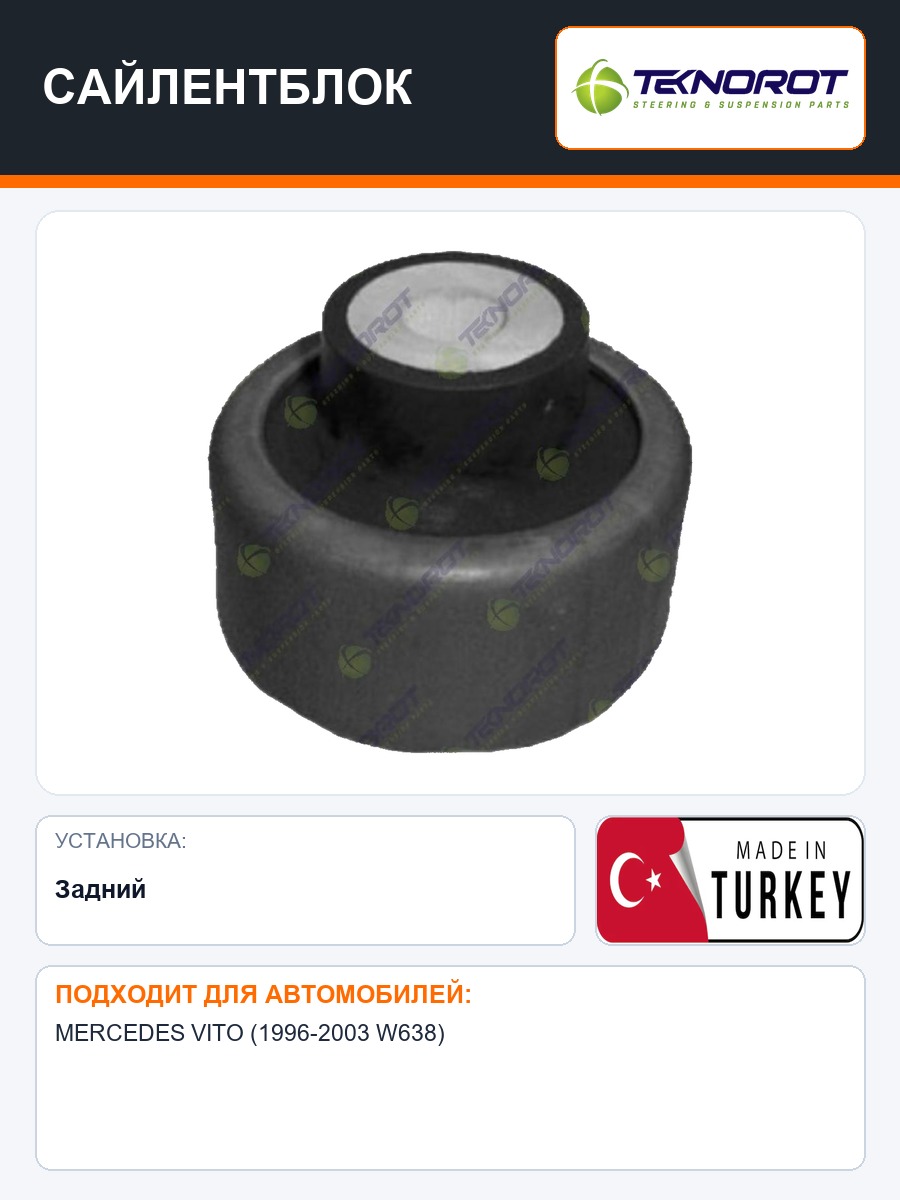 САЙЛЕНТБЛОК
TEKNOROT
STEERING & SUSPENSION PARTS
УСТАНОВКА:
Задний
MADE IN
TURKEY
ПОДХОДИТ ДЛЯ АВТОМОБИЛЕЙ:
MERCEDES VITO (1996-2003 W638)